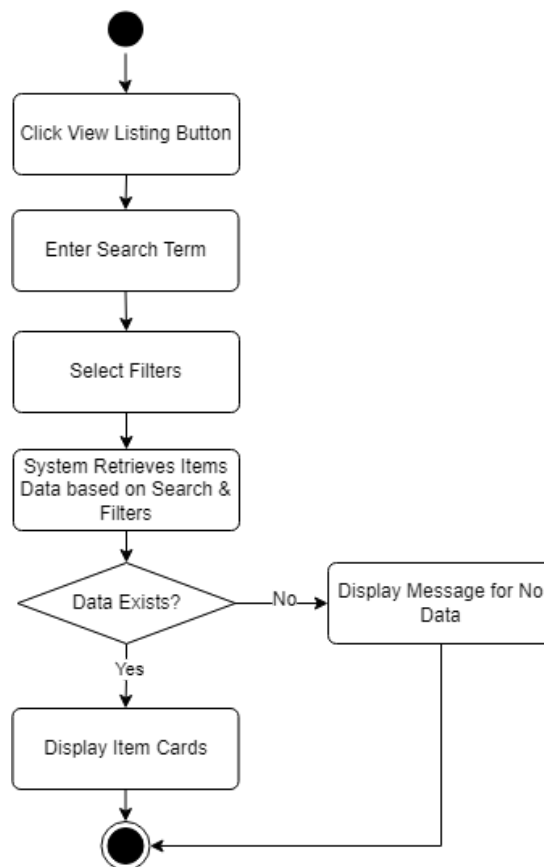 Click View Listing Button
Enter Search Term
Select Filters
System Retrieves Items
Data based on Search &
Filters
Data Exists?
No
Display Message for No
Data
Yes
Display Item Cards